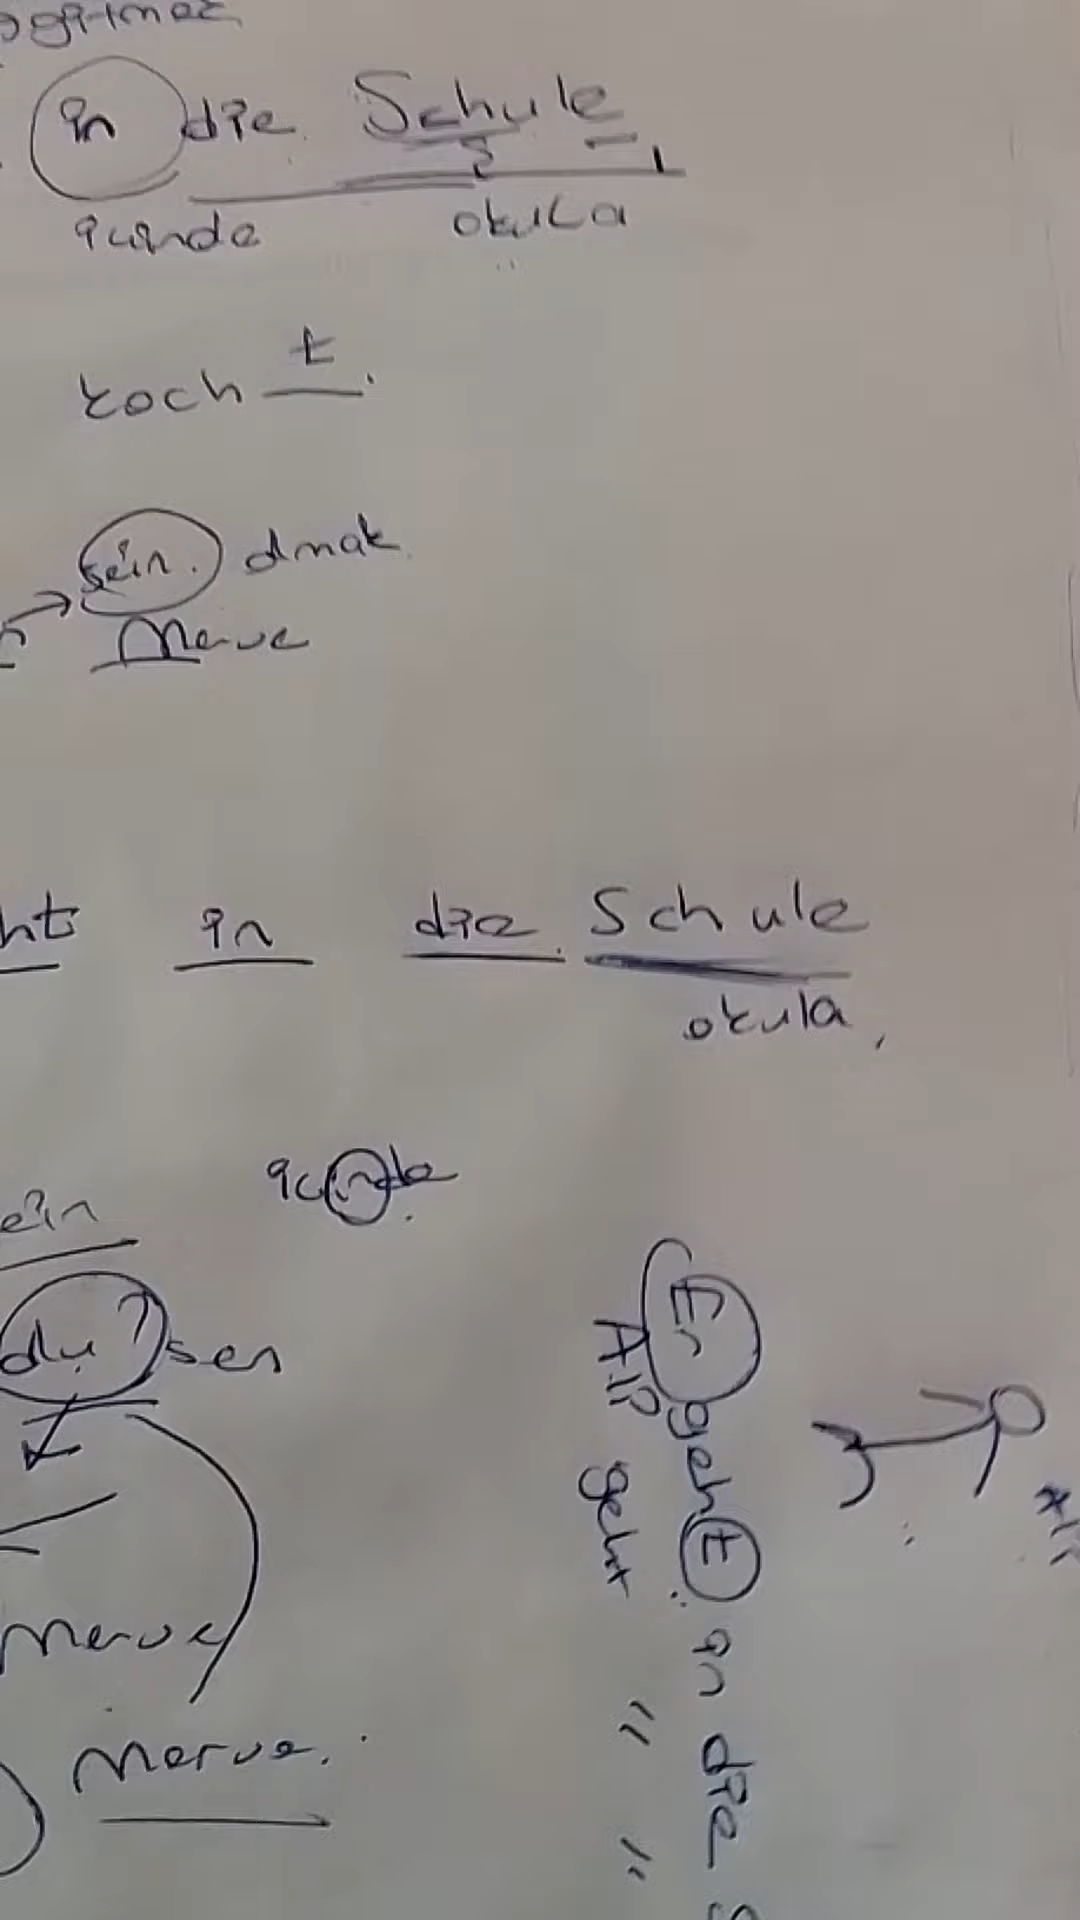 in die Schule
içinde okula
koch t.
sein. olmak
Merve
ht in die Schule
okula,
ein
içinde
du? sen
Merve
Merve.
Er geht in die S
Alp geht " "